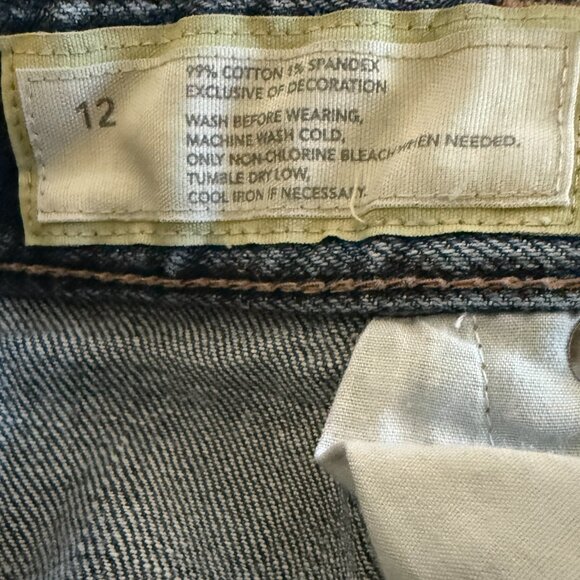 12
99% COTTON 1% SPANDEX
EXCLUSIVE OF DECORATION
WASH BEFORE WEARING,
MACHINE WASH COLD,
ONLY NON-CHLORINE BLEACH WHEN NEEDED.
TUMBLE DRY LOW,
COOL IRON IF NECESSARY.